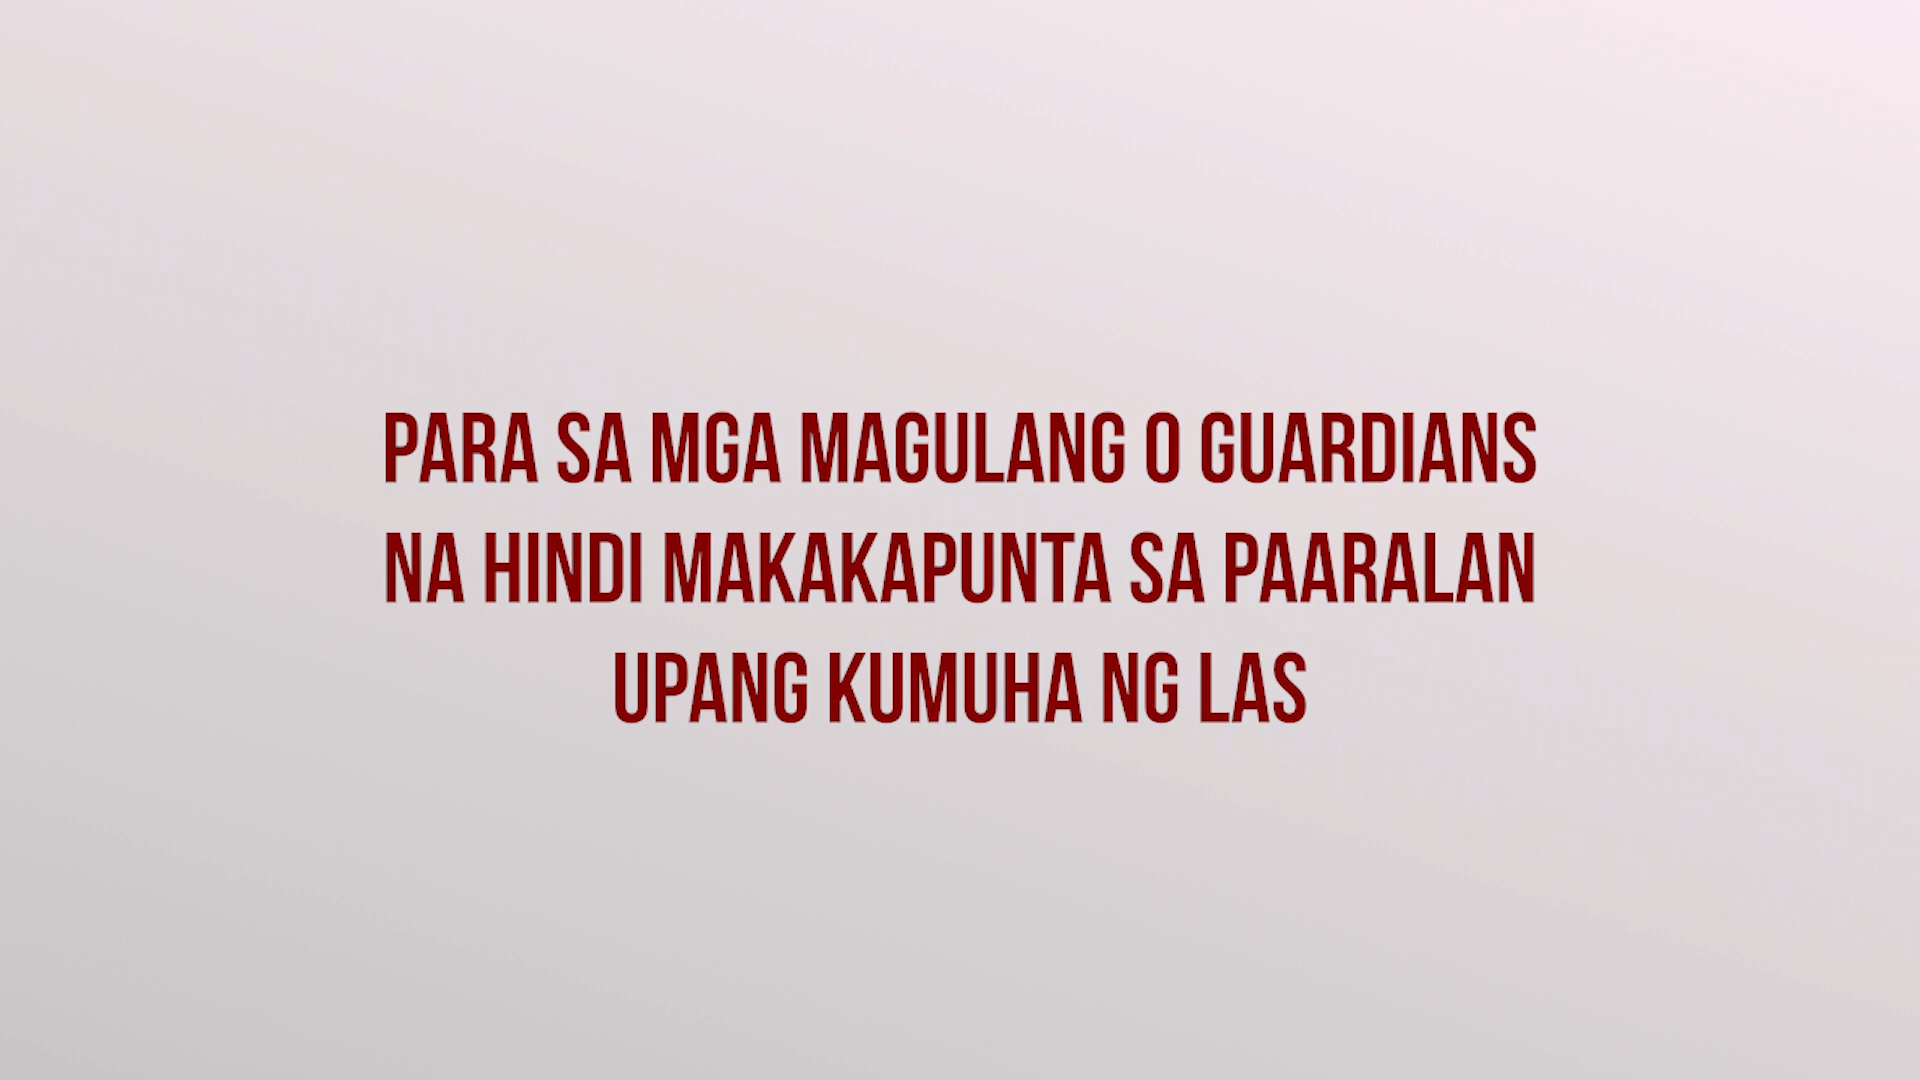 PARA SA MGA MAGULANG O GUARDIANS
NA HINDI MAKAKAPUNTA SA PAARALAN
UPANG KUMUHA NG LAS